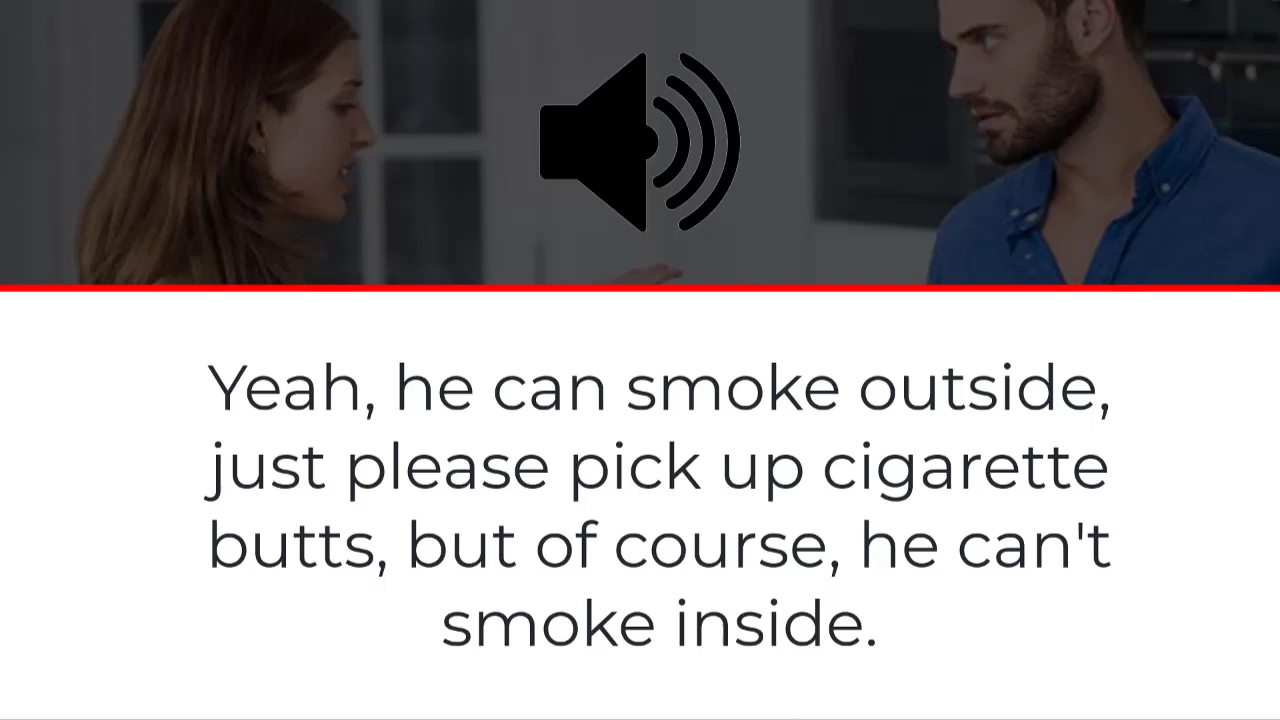 Yeah, he can smoke outside,
just please pick up cigarette
butts, but of course, he can't
smoke inside.